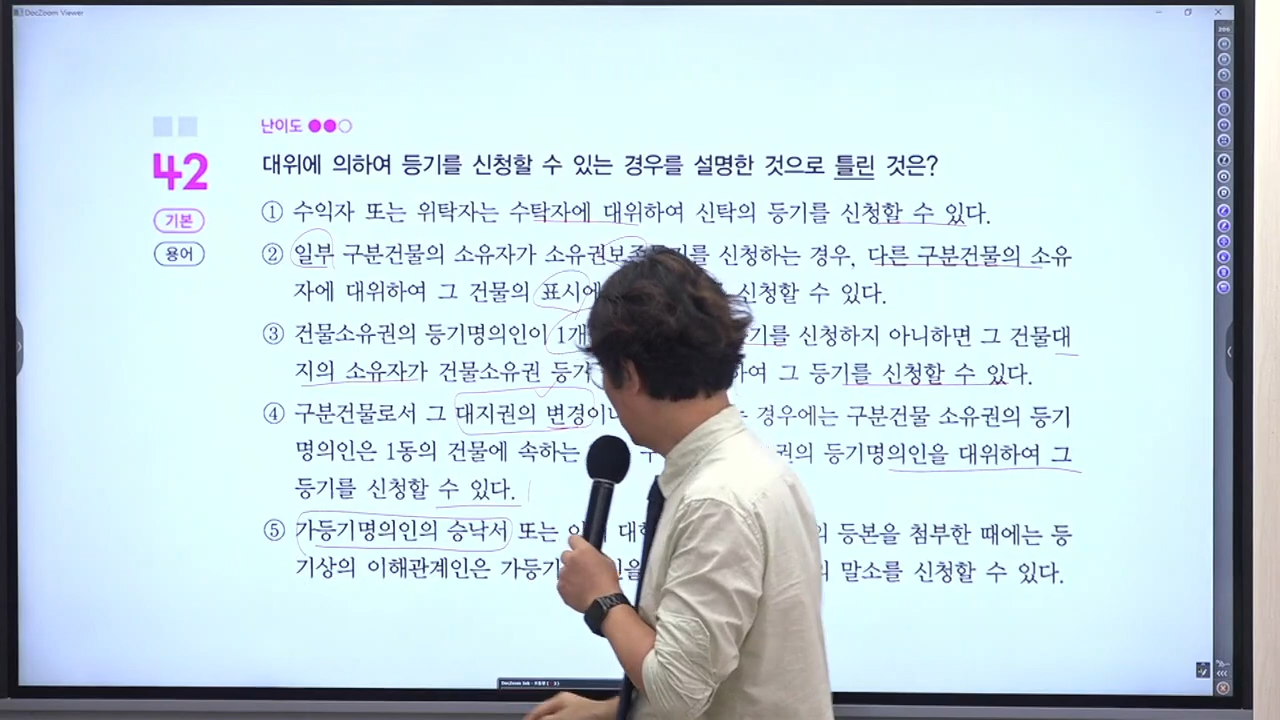 DocZoom Viewer
난이도
42
대위에 의하여 등기를 신청할 수 있는 경우를 설명한 것으로 틀린 것은?
기본
① 수익자 또는 위탁자는 수탁자에 대위하여 신탁의 등기를 신청할 수 있다.
용어
② 일부 구분건물의 소유자가 소유권보존 를 신청하는 경우, 다른 구분건물의 소유
자에 대위하여 그 건물의 표시에 신청할 수 있다.
③ 건물소유권의 등기명의인이 1개 기를 신청하지 아니하면 그 건물대
지의 소유자가 건물소유권 등기 하여 그 등기를 신청할 수 있다.
④ 구분건물로서 그 대지권의 변경이 는 경우에는 구분건물 소유권의 등기
명의인은 1동의 건물에 속하는 권의 등기명의인을 대위하여 그
등기를 신청할 수 있다.
⑤ 가등기명의인의 승낙서 또는 의 등본을 첨부한 때에는 등
기상의 이해관계인은 가등기 인을 말소를 신청할 수 있다.